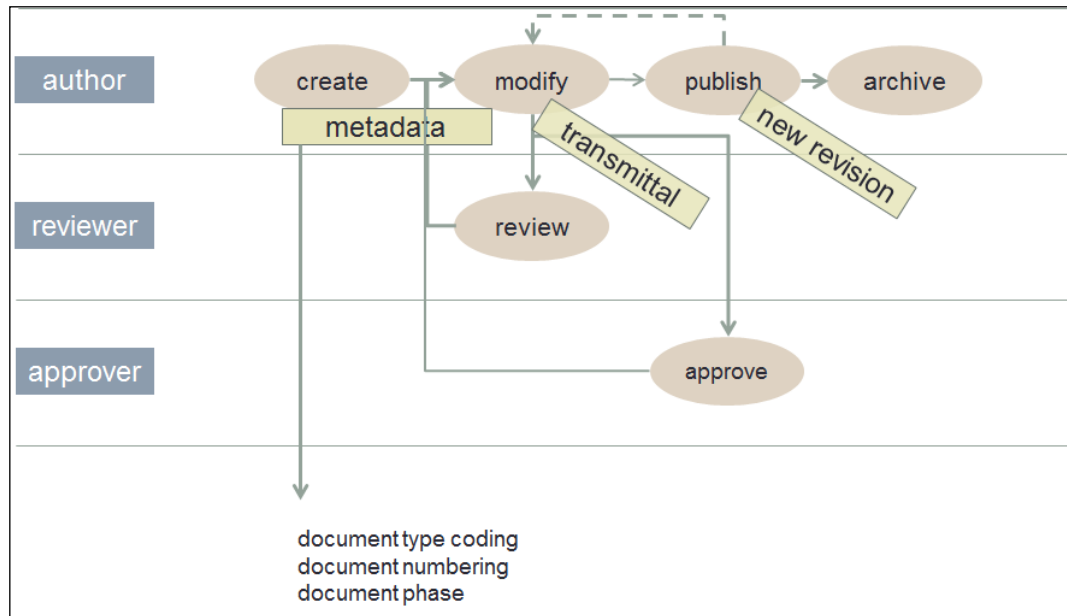 author
create
modify
publish
archive
metadata
transmittal
new revision
reviewer
review
approver
approve
document type coding
document numbering
document phase